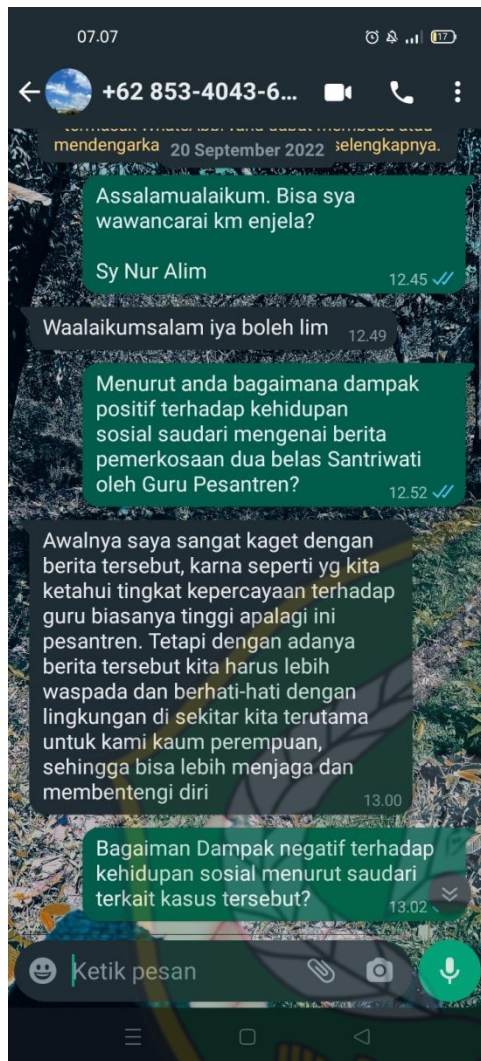 07.07
17
+62 853-4043-6...
mendengarka
20 September 2022
selengkapnya.
Assalamualaikum. Bisa sya
wawancarai km enjela?
Sy Nur Alim
12.45
Waalaikumsalam iya boleh lim
12.49
Menurut anda bagaimana dampak
positif terhadap kehidupan
sosial saudari mengenai berita
pemerkosaan dua belas Santriwati
oleh Guru Pesantren?
12.52
Awalnya saya sangat kaget dengan
berita tersebut, karna seperti yg kita
ketahui tingkat kepercayaan terhadap
guru biasanya tinggi apalagi ini
pesantren. Tetapi dengan adanya
berita tersebut kita harus lebih
waspada dan berhati-hati dengan
lingkungan di sekitar kita terutama
untuk kami kaum perempuan,
sehingga bisa lebih menjaga dan
membentengi diri
13.00
Bagaiman Dampak negatif terhadap
kehidupan sosial menurut saudari
terkait kasus tersebut?
13.02
Ketik pesan